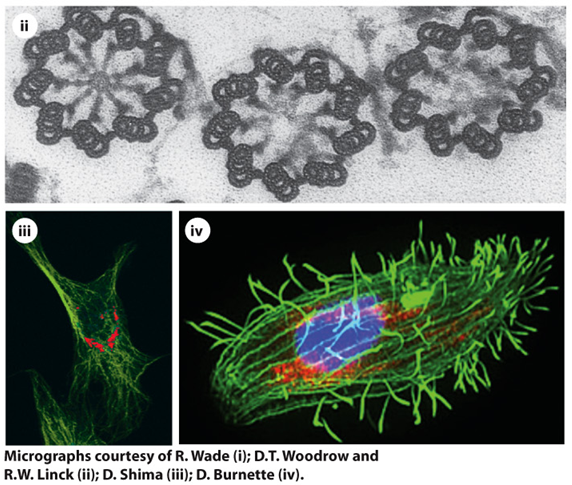 ii
iii
iv
Micrographs courtesy of R. Wade (i); D.T. Woodrow and
R.W. Linck (ii); D. Shima (iii); D. Burnette (iv).